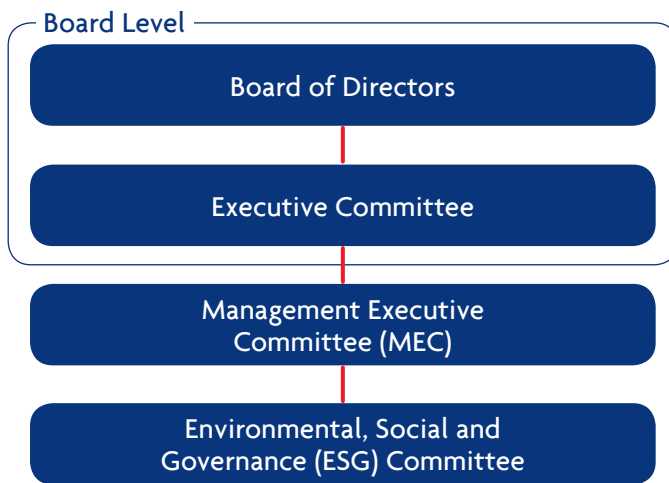 Board Level
Board of Directors
Executive Committee
Management Executive
Committee (MEC)
Environmental, Social and
Governance (ESG) Committee